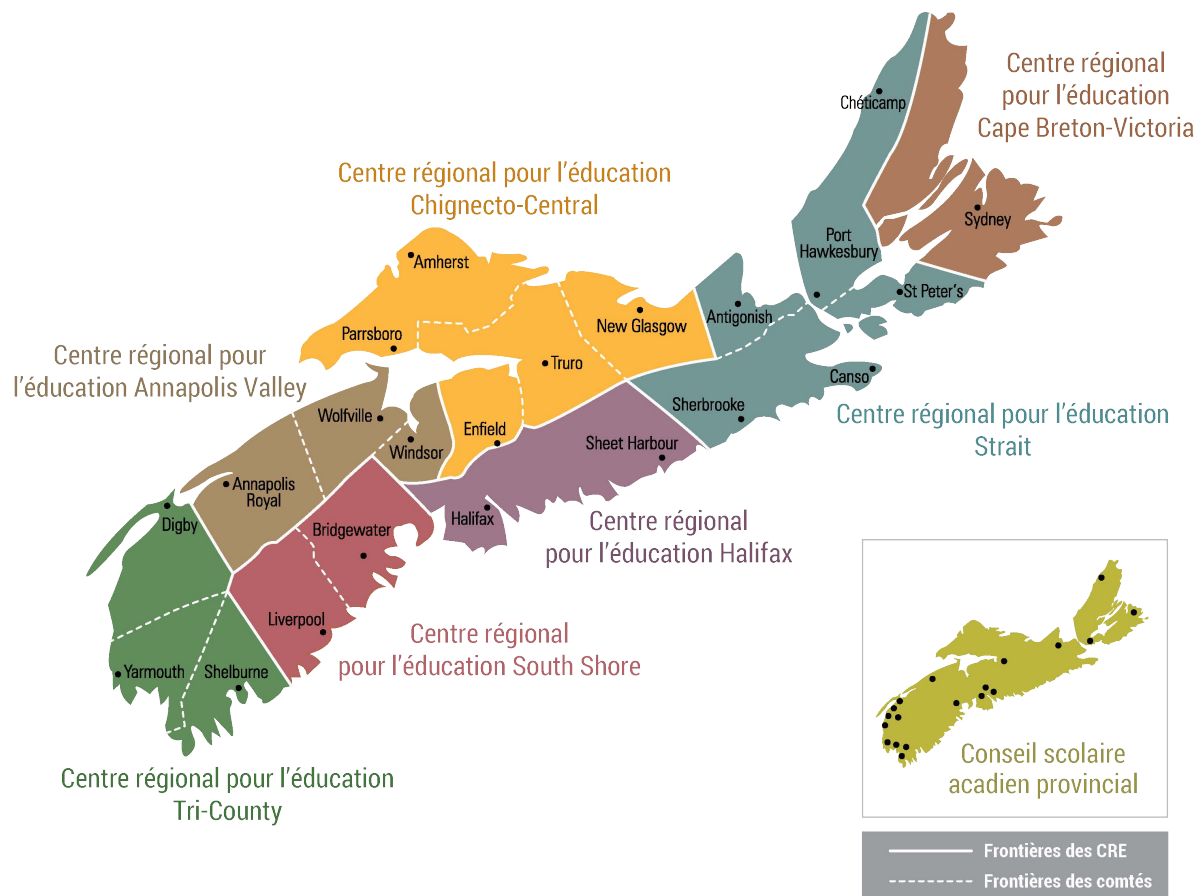 Centre régional
pour l'éducation
Cape Breton-Victoria
Chéticamp
Centre régional pour l'éducation
Chignecto-Central
Sydney
Port
Hawkesbury
Amherst
St Peter's
Antigonish
New Glasgow
Parrsboro
Centre régional pour
l'éducation Annapolis Valley
Truro
Canso
Sherbrooke
Centre régional pour l'éducation
Strait
Wolfville
Enfield
Windsor
Sheet Harbour
Annapolis
Royal
Digby
Halifax
Bridgewater
Centre régional
pour l'éducation Halifax
Liverpool
Centre régional
pour l'éducation South Shore
Yarmouth
Shelburne
Centre régional pour l'éducation
Tri-County
Conseil scolaire
acadien provincial
Frontières des CRE
Frontières des comtés